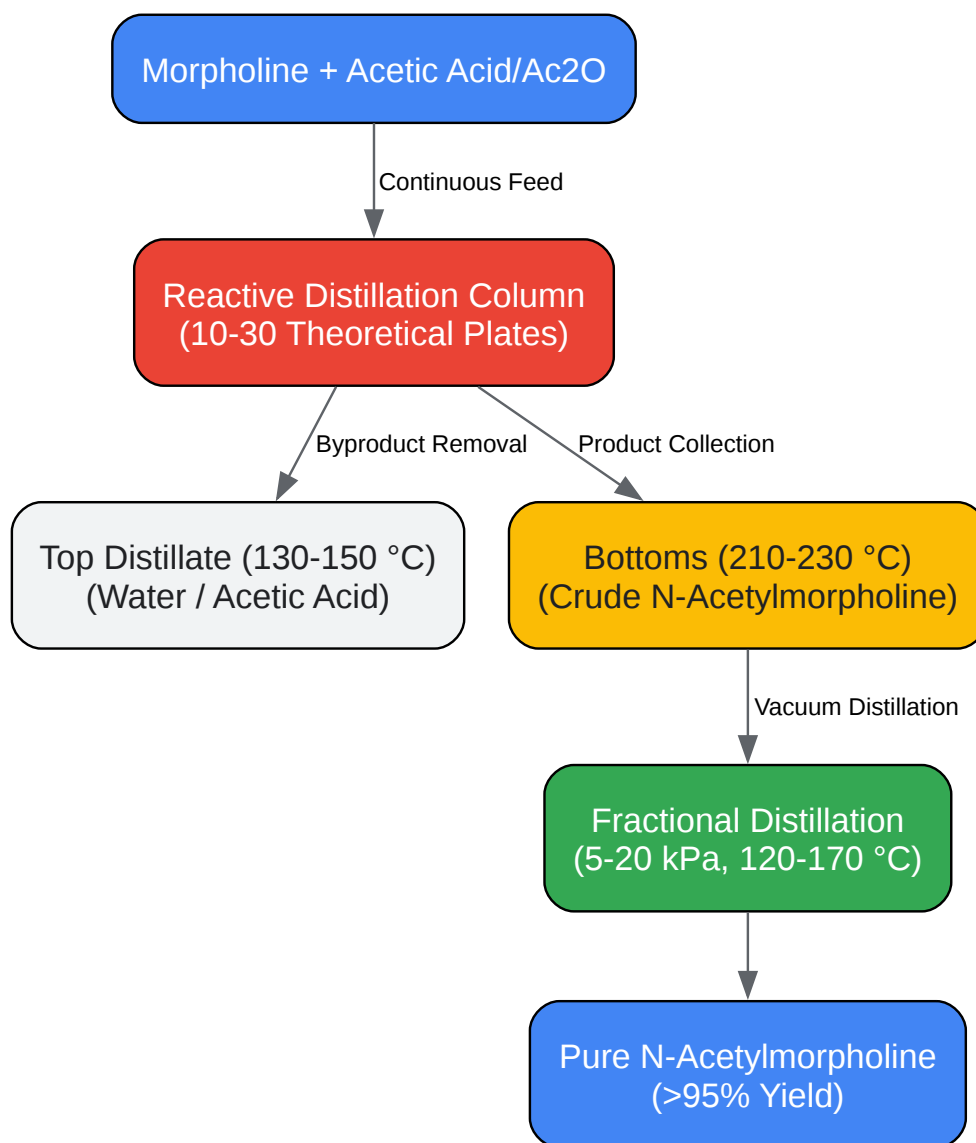 Morpholine + Acetic Acid/Ac2O
Continuous Feed
Reactive Distillation Column
(10-30 Theoretical Plates)
Byproduct Removal
Product Collection
Top Distillate (130-150 °C)
(Water / Acetic Acid)
Bottoms (210-230 °C)
(Crude N-Acetylmorpholine)
Vacuum Distillation
Fractional Distillation
(5-20 kPa, 120-170 °C)
Pure N-Acetylmorpholine
(>95% Yield)